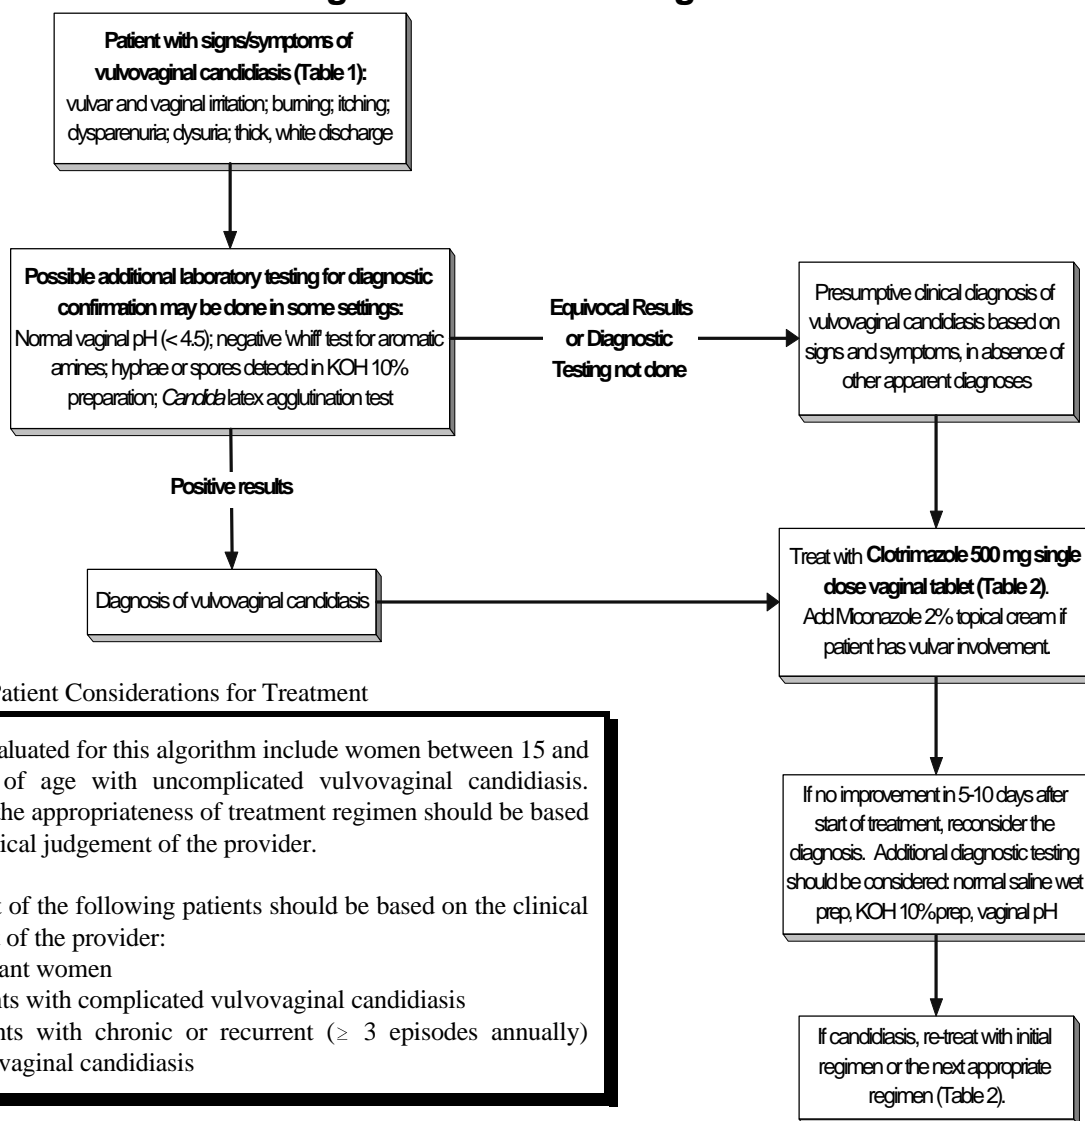 Patient with signs/symptoms of
vulvovaginal candidiasis (Table 1):
vulvar and vaginal irritation; burning; itching;
dysparenuria; dysuria; thick, white discharge
Possible additional laboratory testing for diagnostic
confirmation may be done in some settings:
Normal vaginal pH (< 4.5); negative 'whiff' test for aromatic
amines; hyphae or spores detected in KOH 10%
preparation; Candida latex agglutination test
Equivocal Results
or Diagnostic
Testing not done
Presumptive clinical diagnosis of
vulvovaginal candidiasis based on
signs and symptoms, in absence of
other apparent diagnoses
Positive results
Diagnosis of vulvovaginal candidiasis
Treat with Clotrimazole 500 mg single
dose vaginal tablet (Table 2).
Add Miconazole 2% topical cream if
patient has vulvar involvement.
If no improvement in 5-10 days after
start of treatment, reconsider the
diagnosis. Additional diagnostic testing
should be considered: normal saline wet
prep, KOH 10% prep, vaginal pH
If candidiasis, re-treat with initial
regimen or the next appropriate
regimen (Table 2).
Patient Considerations for Treatment
for this algorithm include women between 15 and
of age with uncomplicated vulvovaginal candidiasis.
the appropriateness of treatment regimen should be based
judgement of the provider.
of the following patients should be based on the clinical
of the provider:
women
with complicated vulvovaginal candidiasis
with chronic or recurrent (≥ 3 episodes annually)
candidiasis